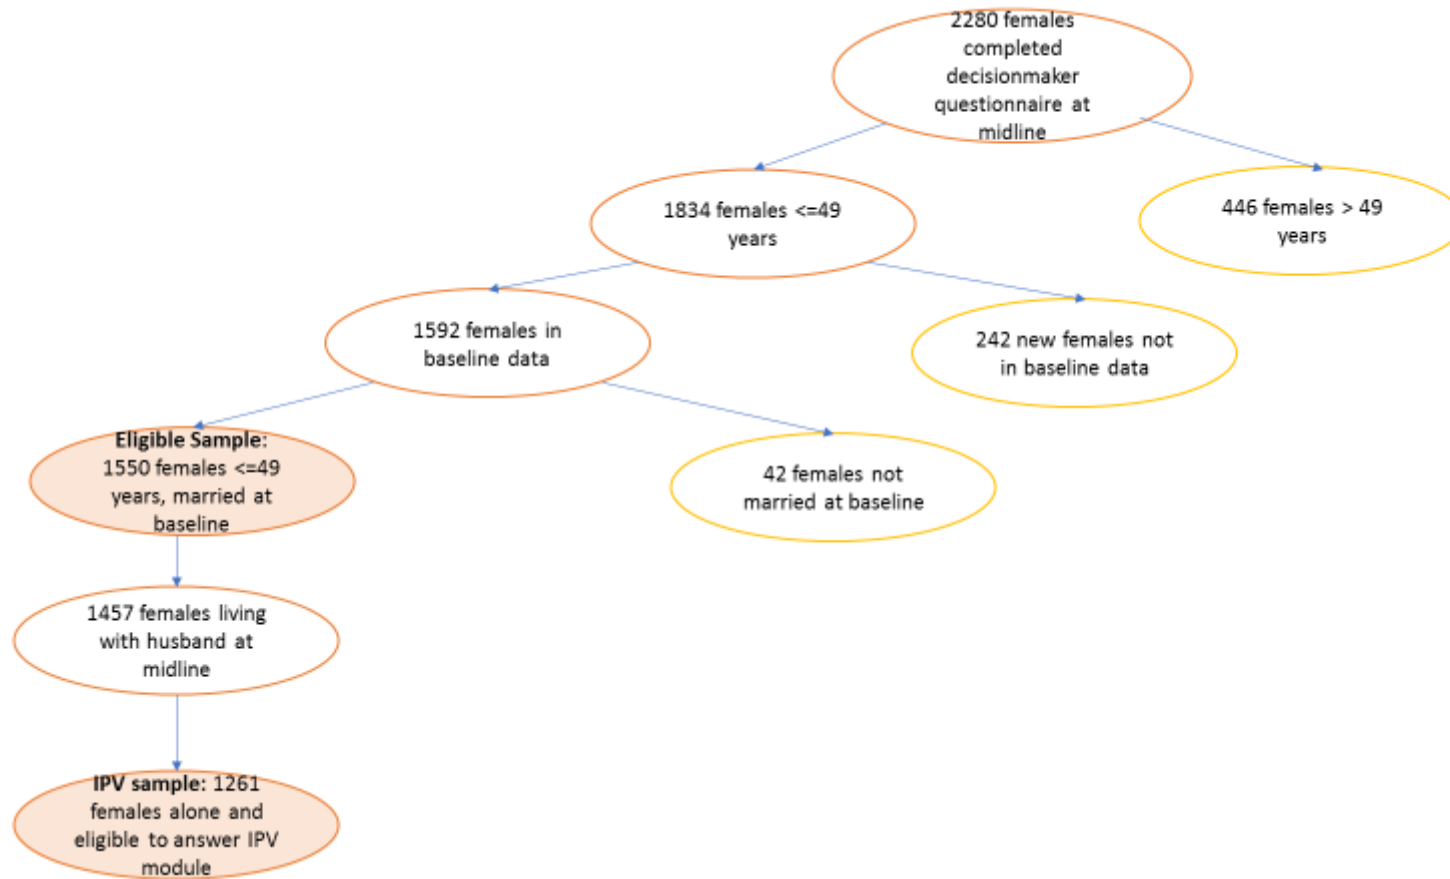 2280 females
completed
decisionmaker
questionnaire at
midline
1834 females <=49
years
446 females > 49
years
1592 females in
baseline data
242 new females not
in baseline data
Eligible Sample:
1550 females <=49
years, married at
baseline
42 females not
married at baseline
1457 females living
with husband at
midline
IPV sample: 1261
females alone and
eligible to answer IPV
module